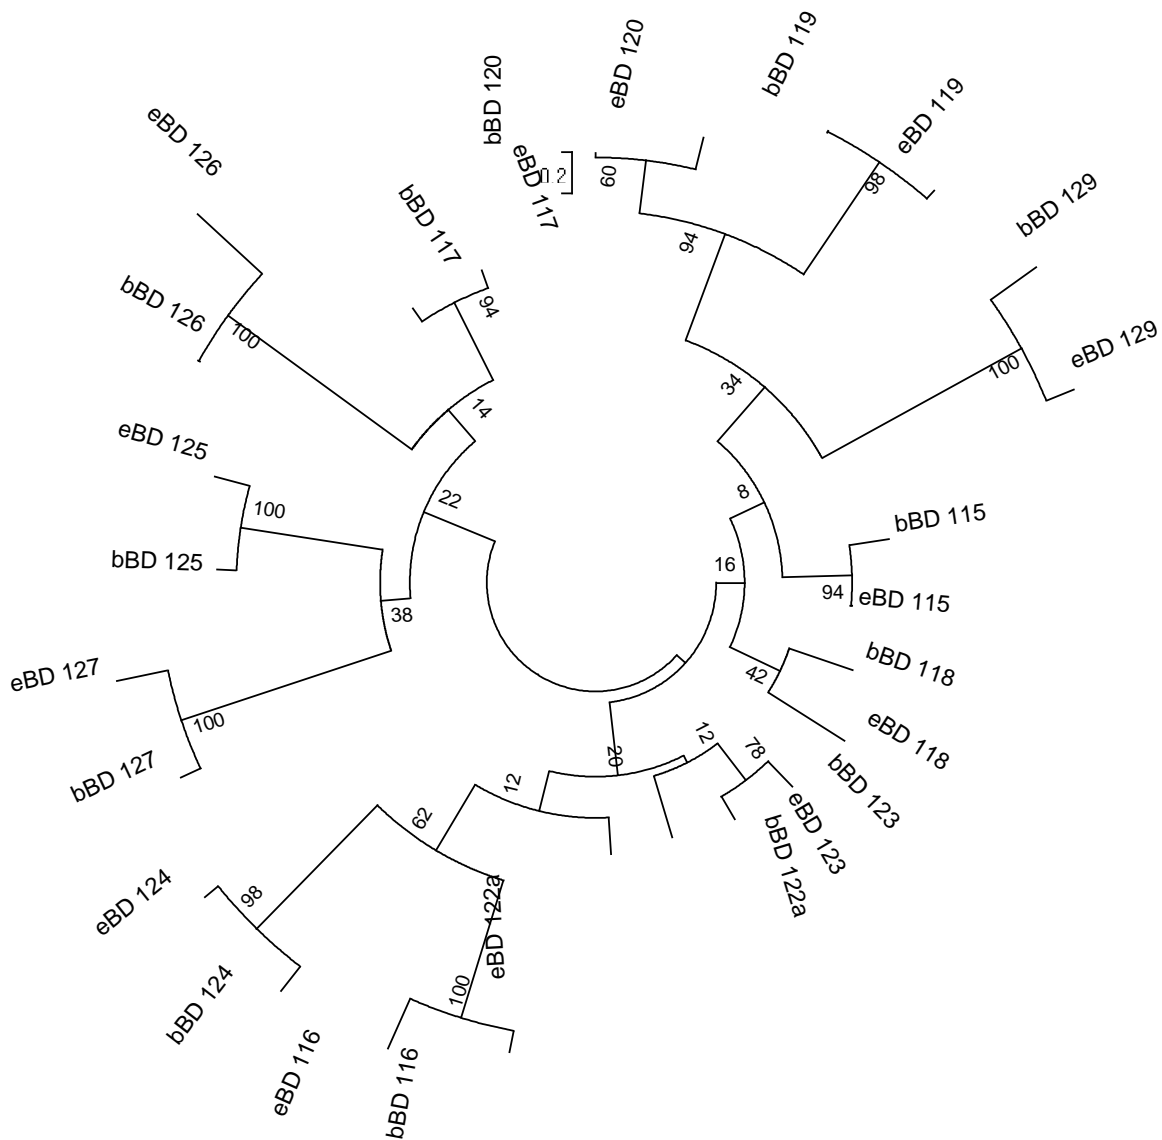 bBD 120
eBD 120
bBD 119
eBD 119
bBD 129
eBD 129
bBD 115
eBD 115
bBD 118
eBD 118
bBD 123
eBD 123
bBD 122a
eBD 122a
bBD 116
eBD 116
bBD 124
eBD 124
bBD 127
eBD 127
bBD 125
eBD 125
bBD 126
eBD 126
bBD 117
eBD 117
0.2
60
94
98
34
100
8
94
16
42
78
12
20
12
62
98
100
100
38
100
22
14
100
94